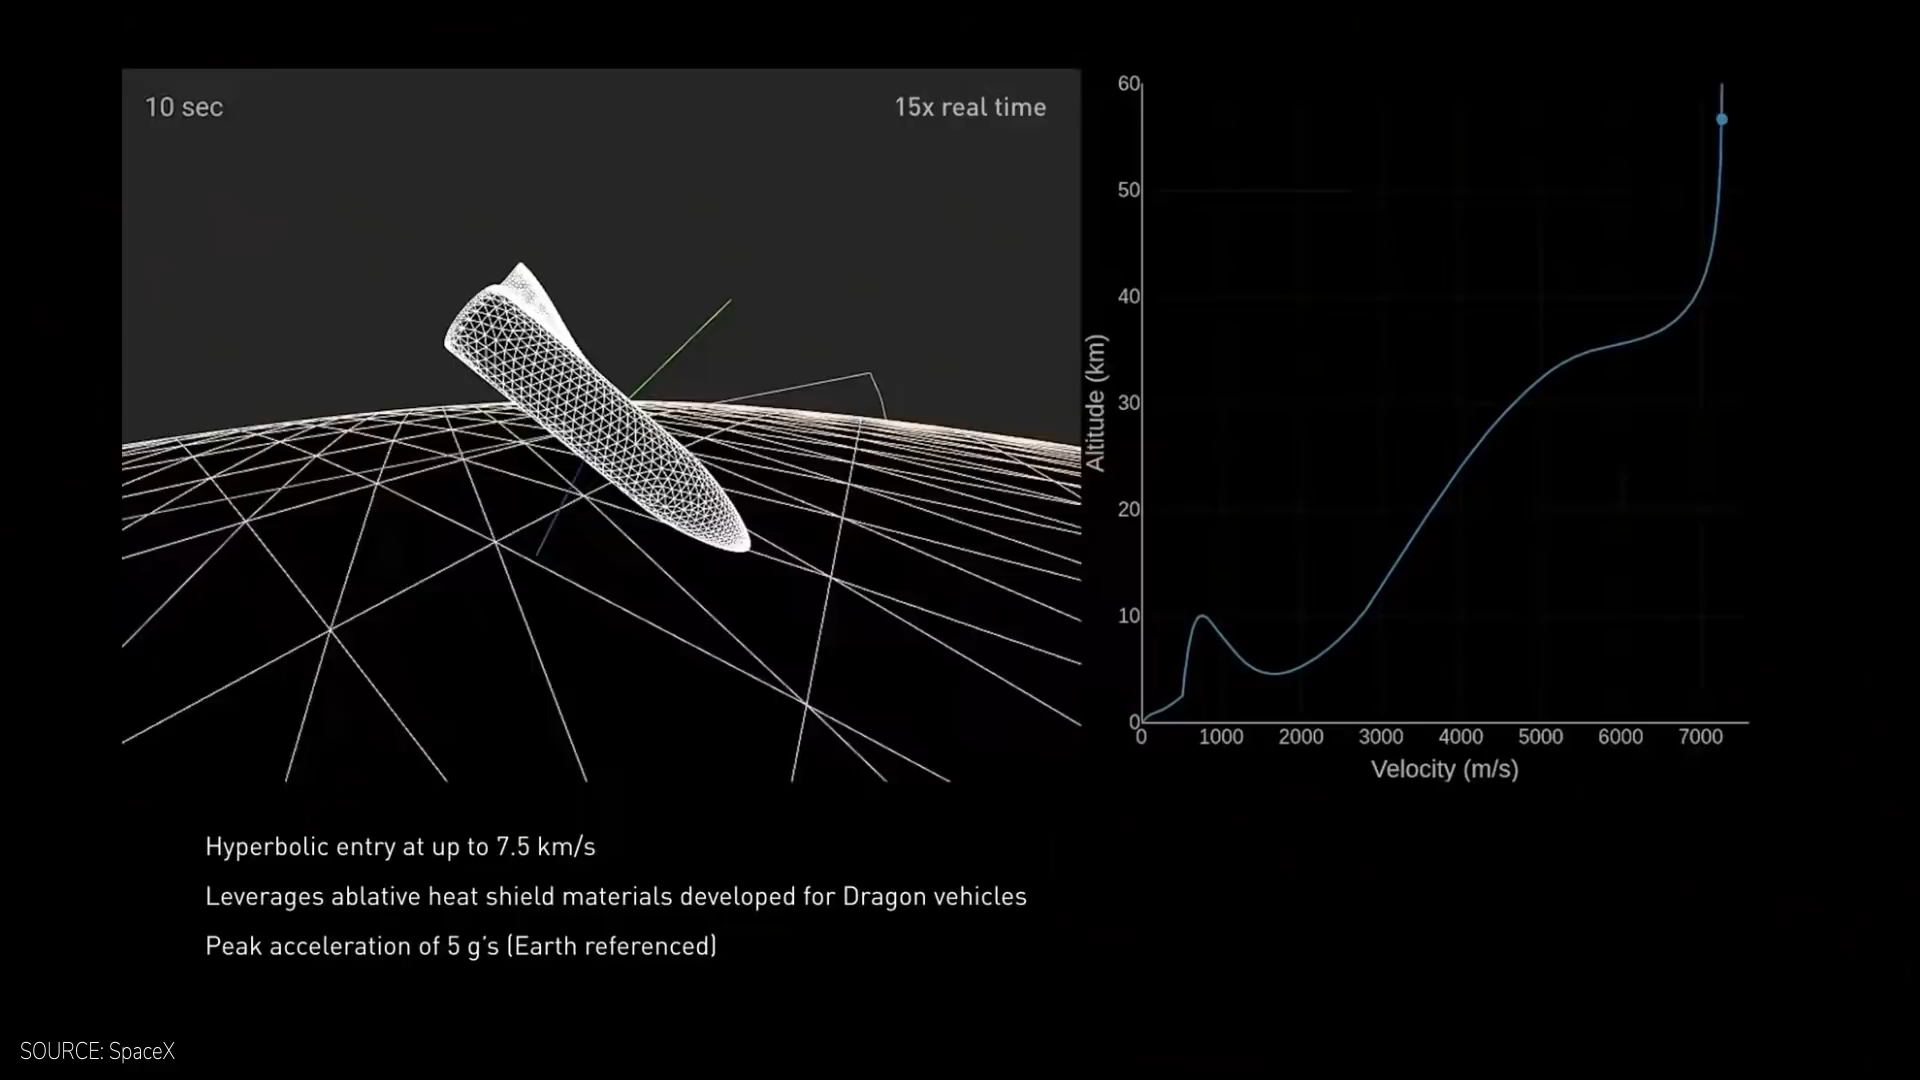 10 sec
15x real time
60
50
40
30
20
10
0
Altitude (km)
0 1000 2000 3000 4000 5000 6000 7000
Velocity (m/s)
Hyperbolic entry at up to 7.5 km/s
Leverages ablative heat shield materials developed for Dragon vehicles
Peak acceleration of 5 g's (Earth referenced)
SOURCE: SpaceX